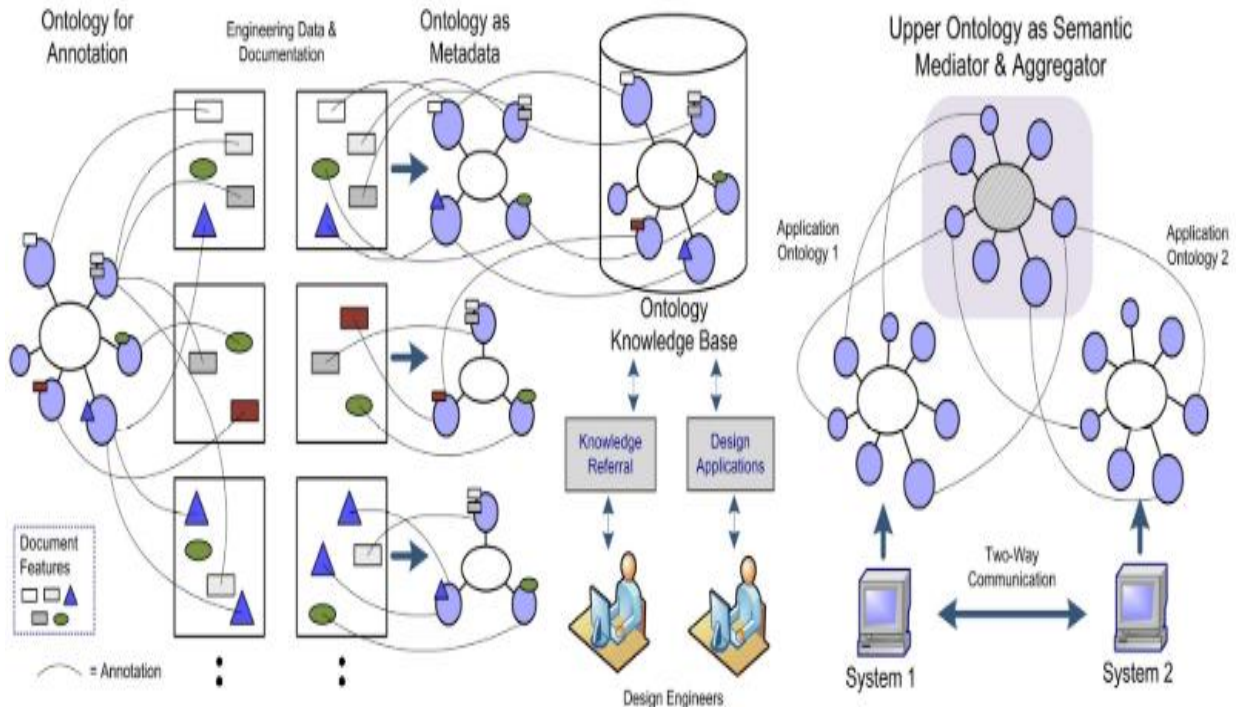 Ontology for
Annotation
Engineering Data &
Documentation
Ontology as
Metadata
Ontology
Knowledge Base
Knowledge
Referral
Design
Applications
Design Engineers
Document
Features
= Annotation
Upper Ontology as Semantic
Mediator & Aggregator
Application
Ontology 1
Application
Ontology 2
Two-Way
Communication
System 1
System 2